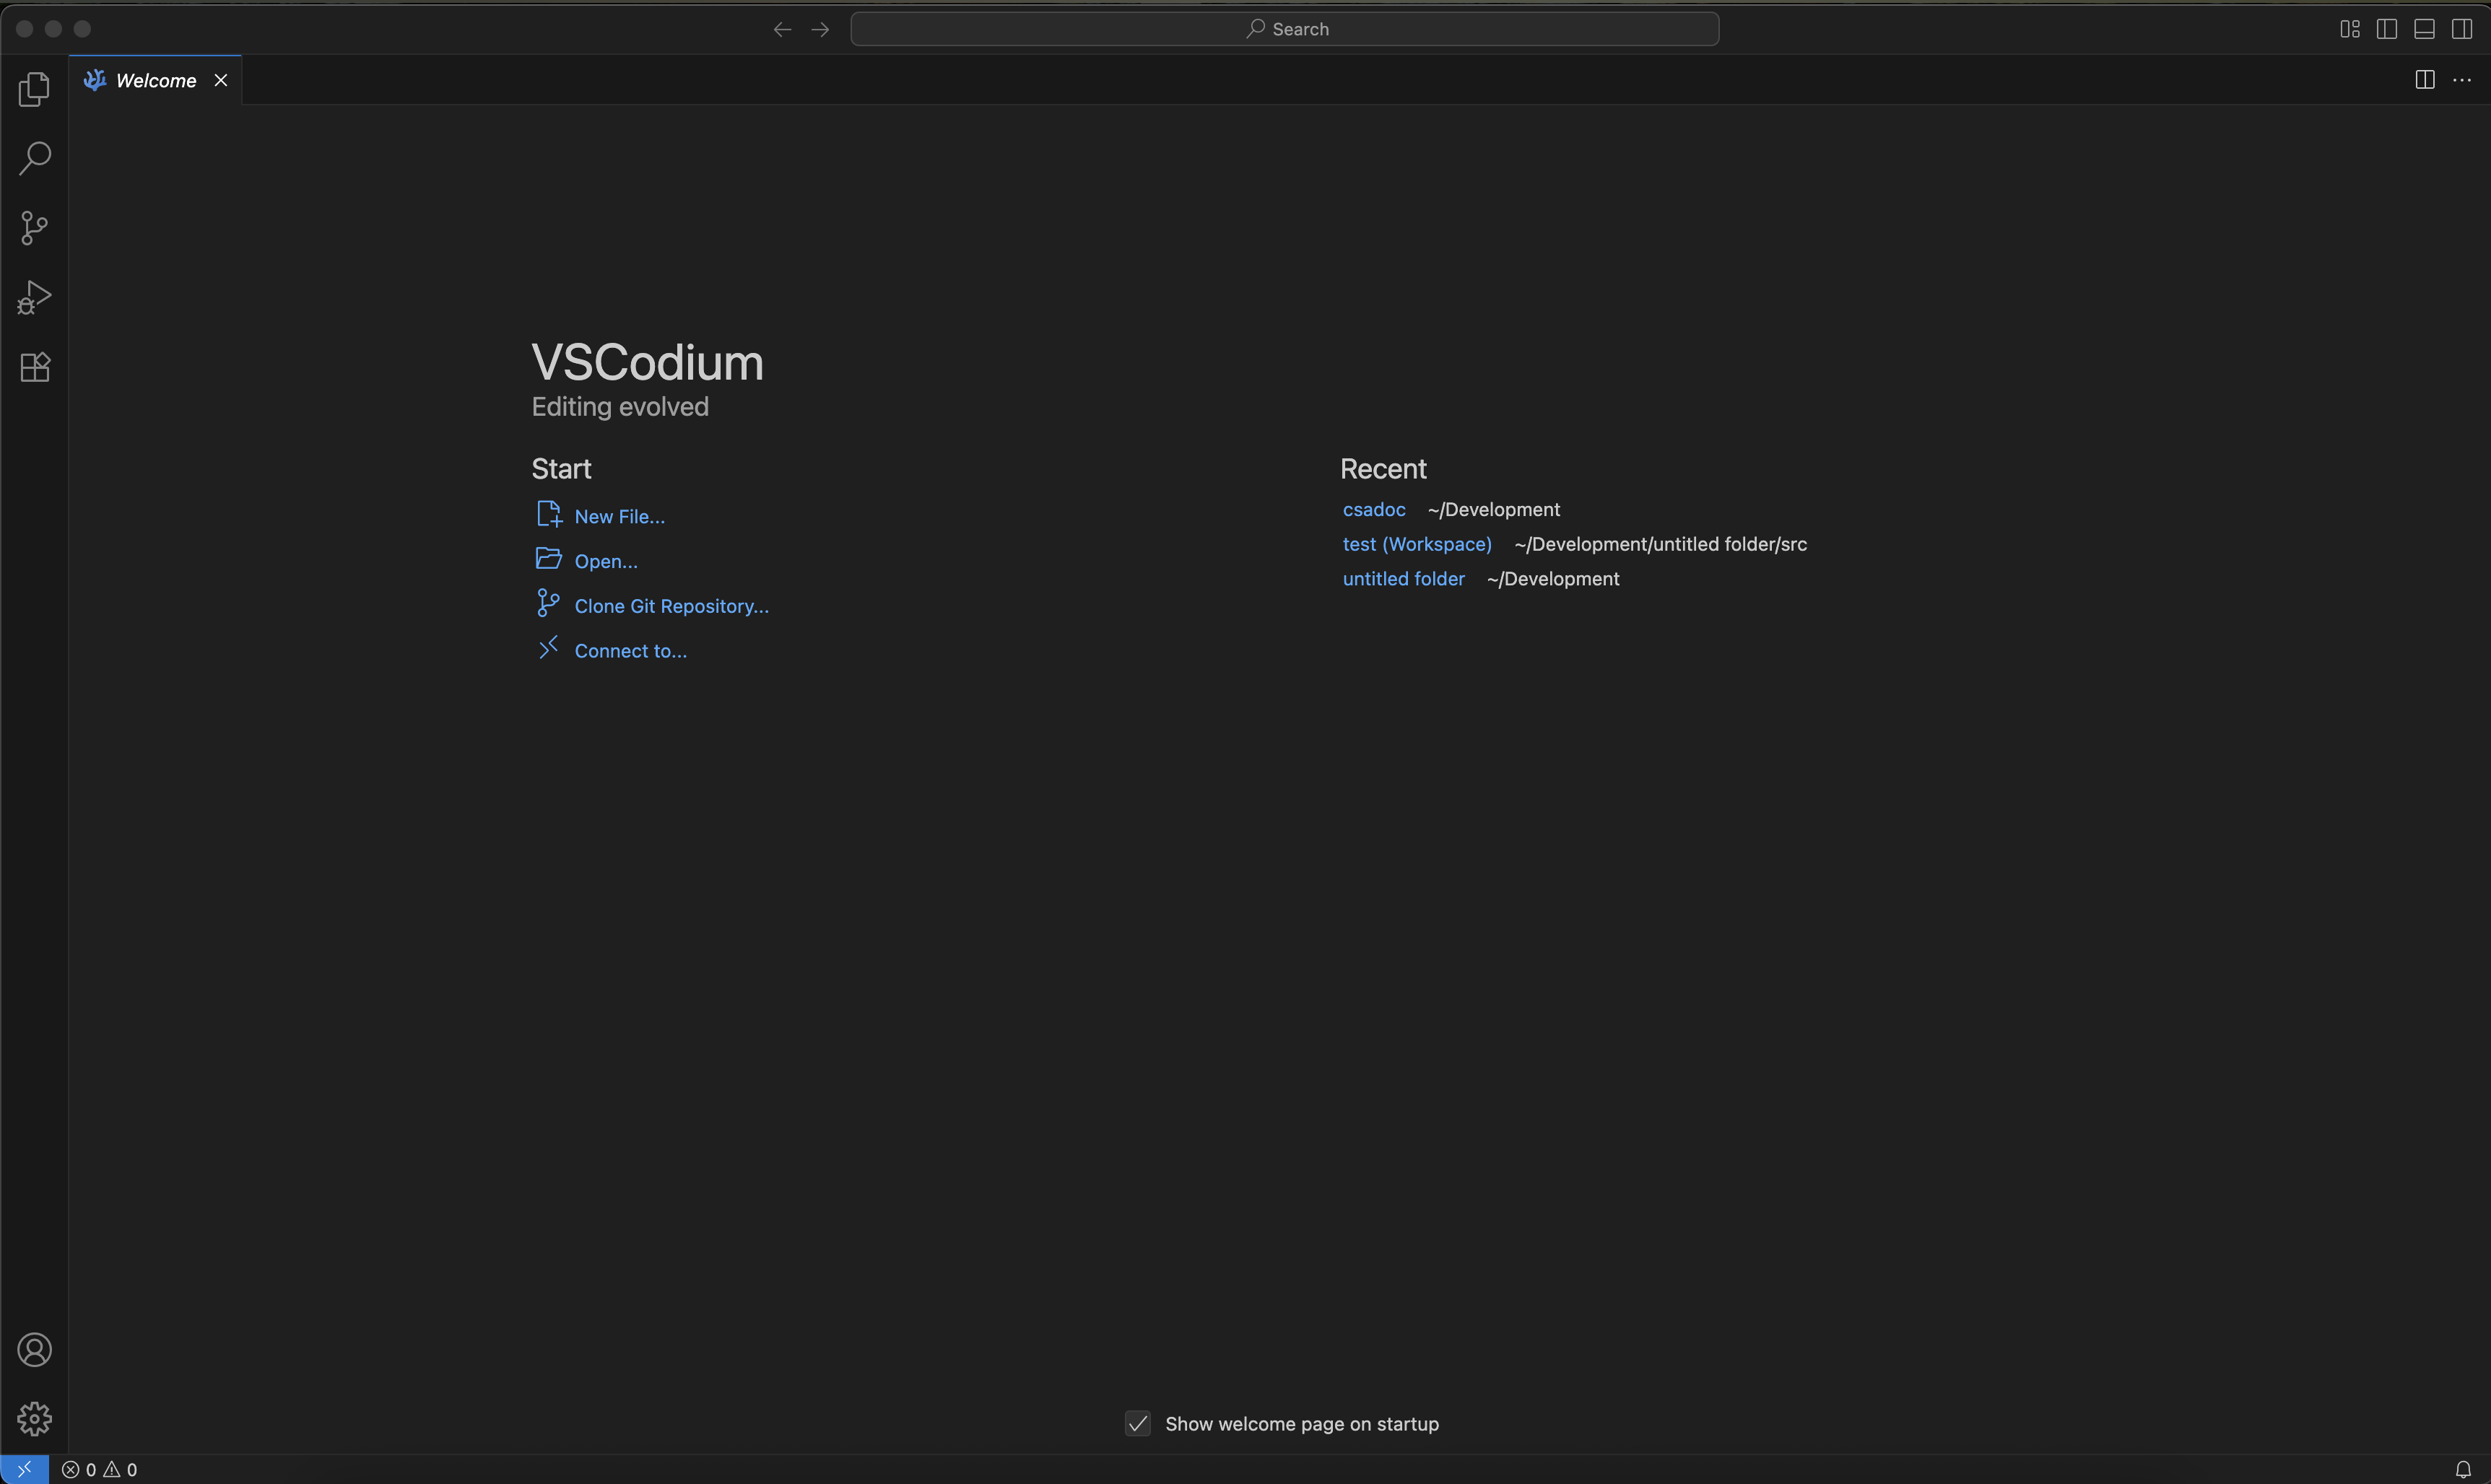 Search
Welcome
VSCodium
Editing evolved
Start
New File...
Open...
Clone Git Repository...
Connect to...
Recent
csadoc ~/Development
test (Workspace) ~/Development/untitled folder/src
untitled folder ~/Development
Show welcome page on startup
0 0